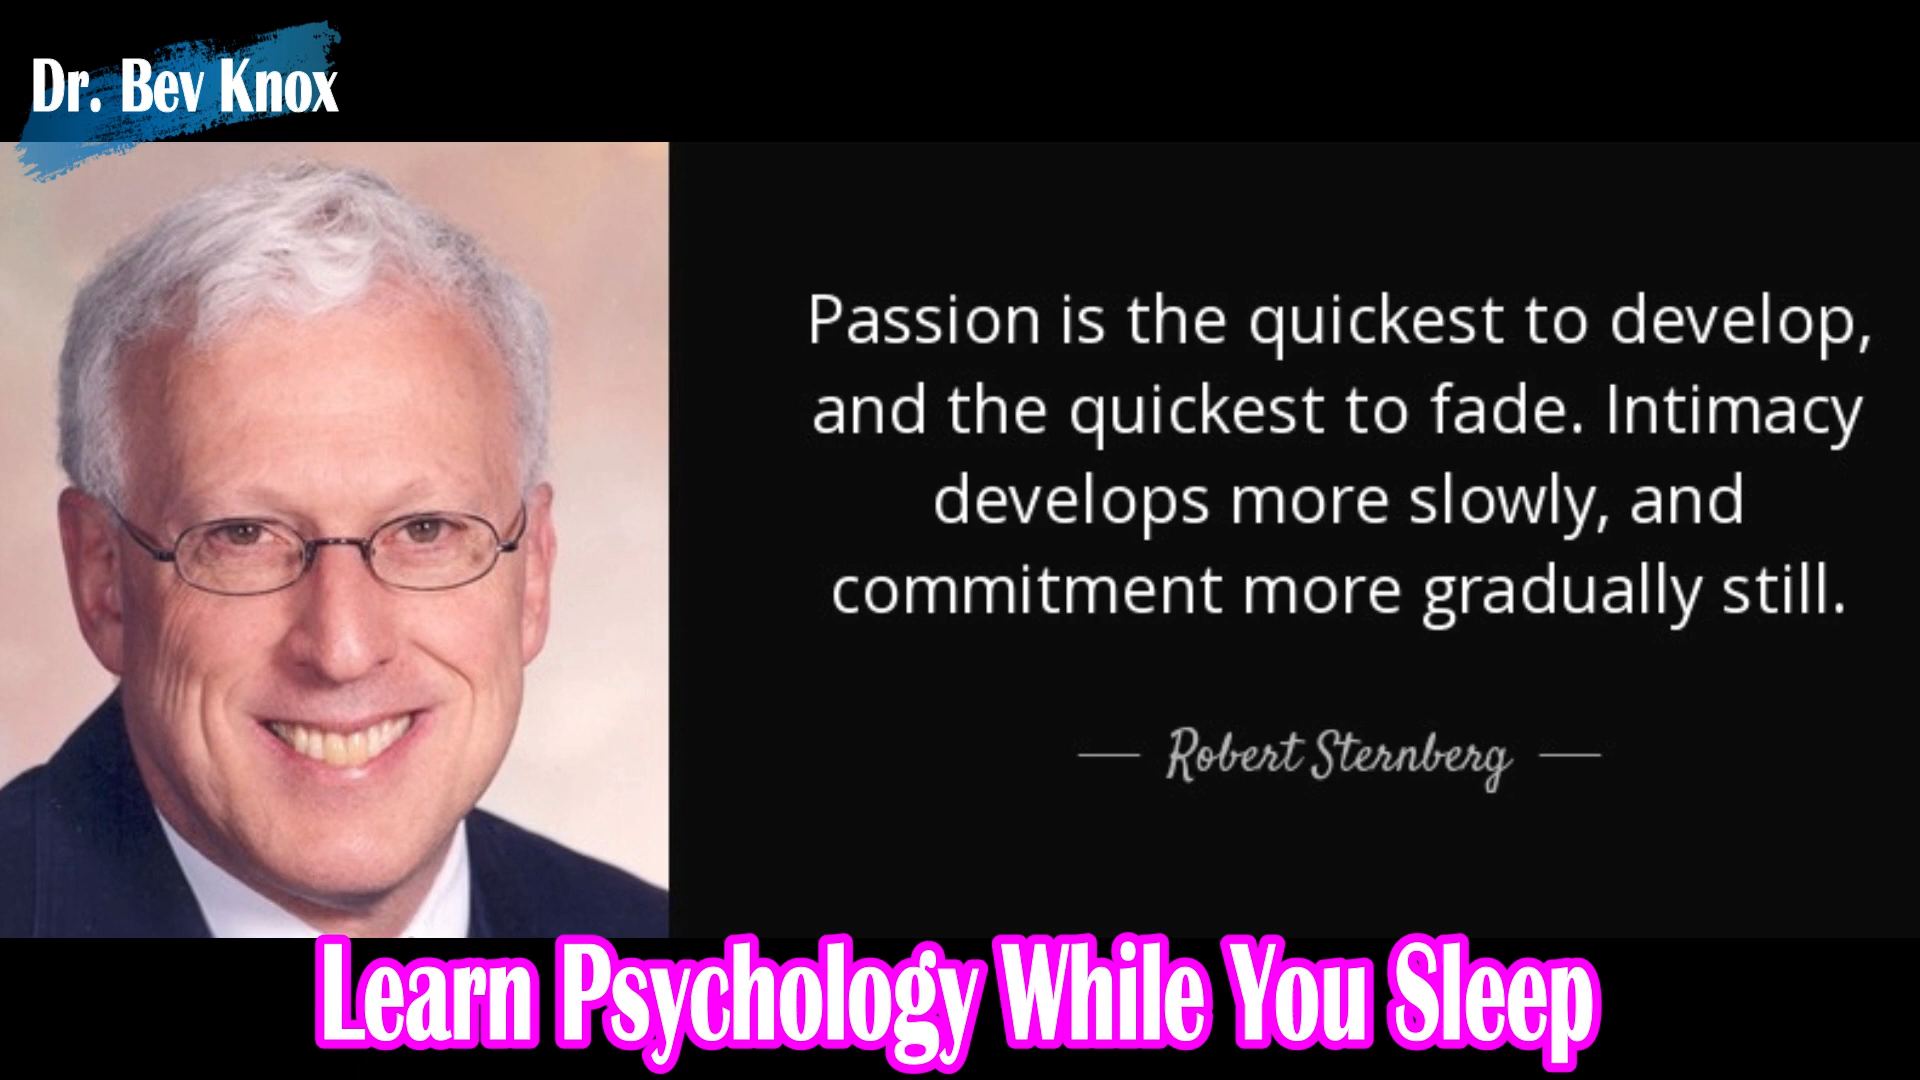 Dr. Bev Knox
Passion is the quickest to develop,
and the quickest to fade. Intimacy
develops more slowly, and
commitment more gradually still.
Robert Sternberg
Learn Psychology While You Sleep